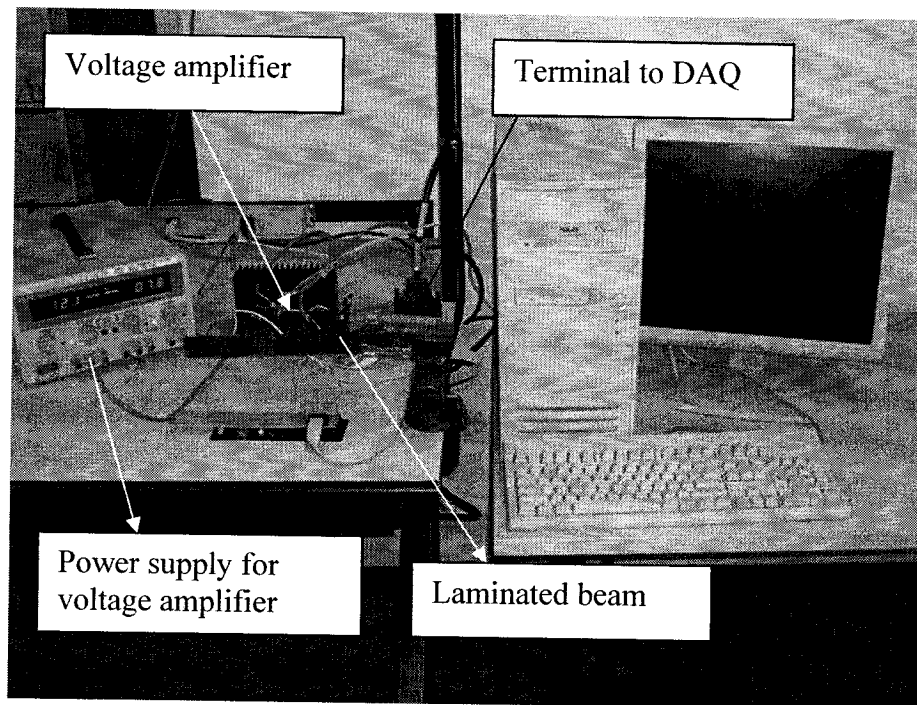 Voltage amplifier
Terminal to DAQ
Power supply for
voltage amplifier
Laminated beam